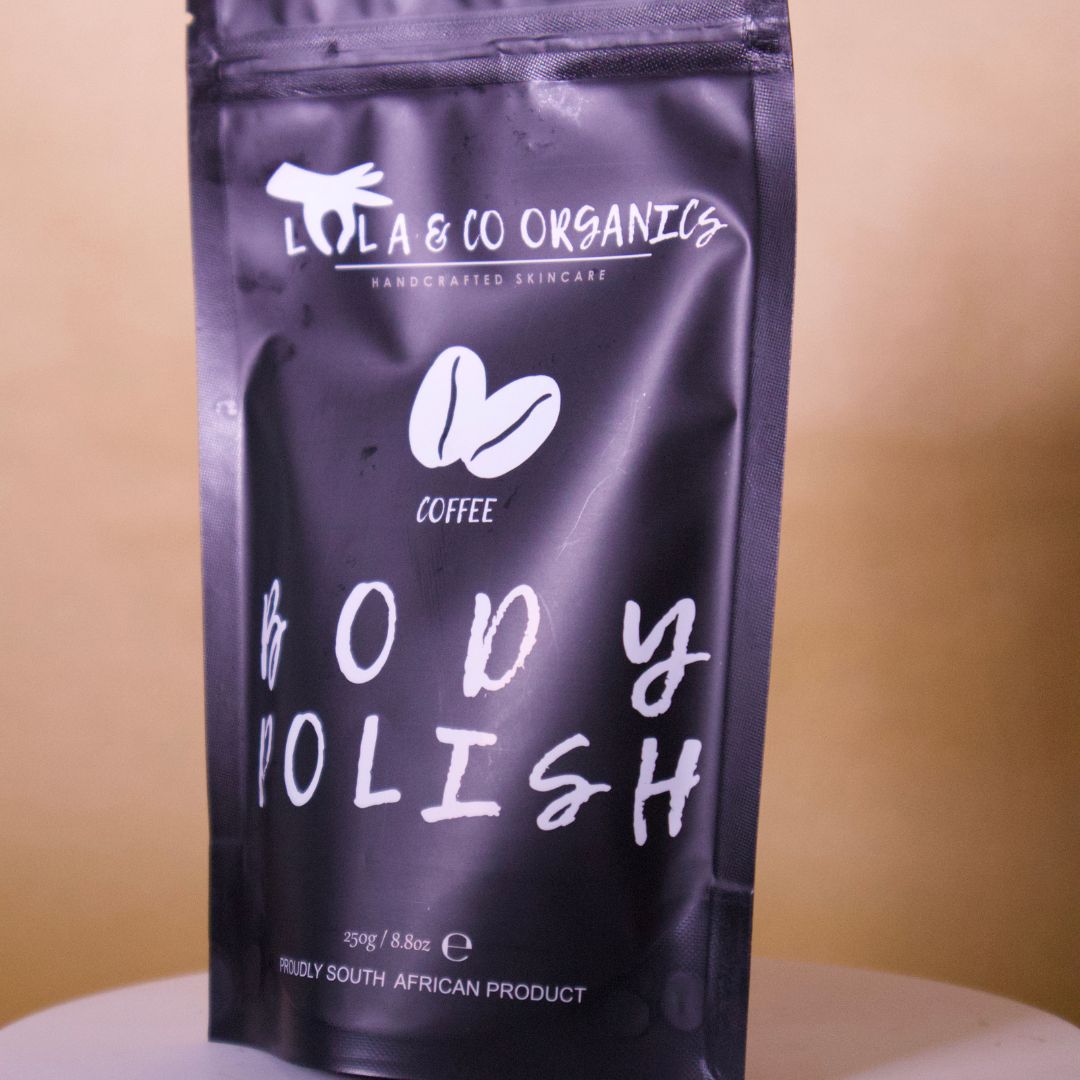 LOLA & CO ORGANICS
HANDCRAFTED SKINCARE
COFFEE
BODY
POLISH
250g / 8.8oz ℮
PROUDLY SOUTH AFRICAN PRODUCT